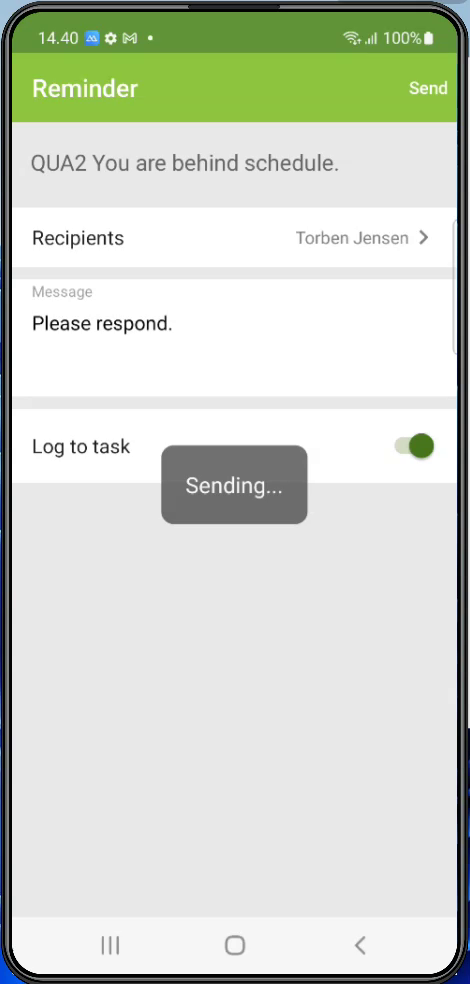 14.40 100%
Reminder Send
QUA2 You are behind schedule.
Recipients Torben Jensen
Message
Please respond.
Log to task
Sending...